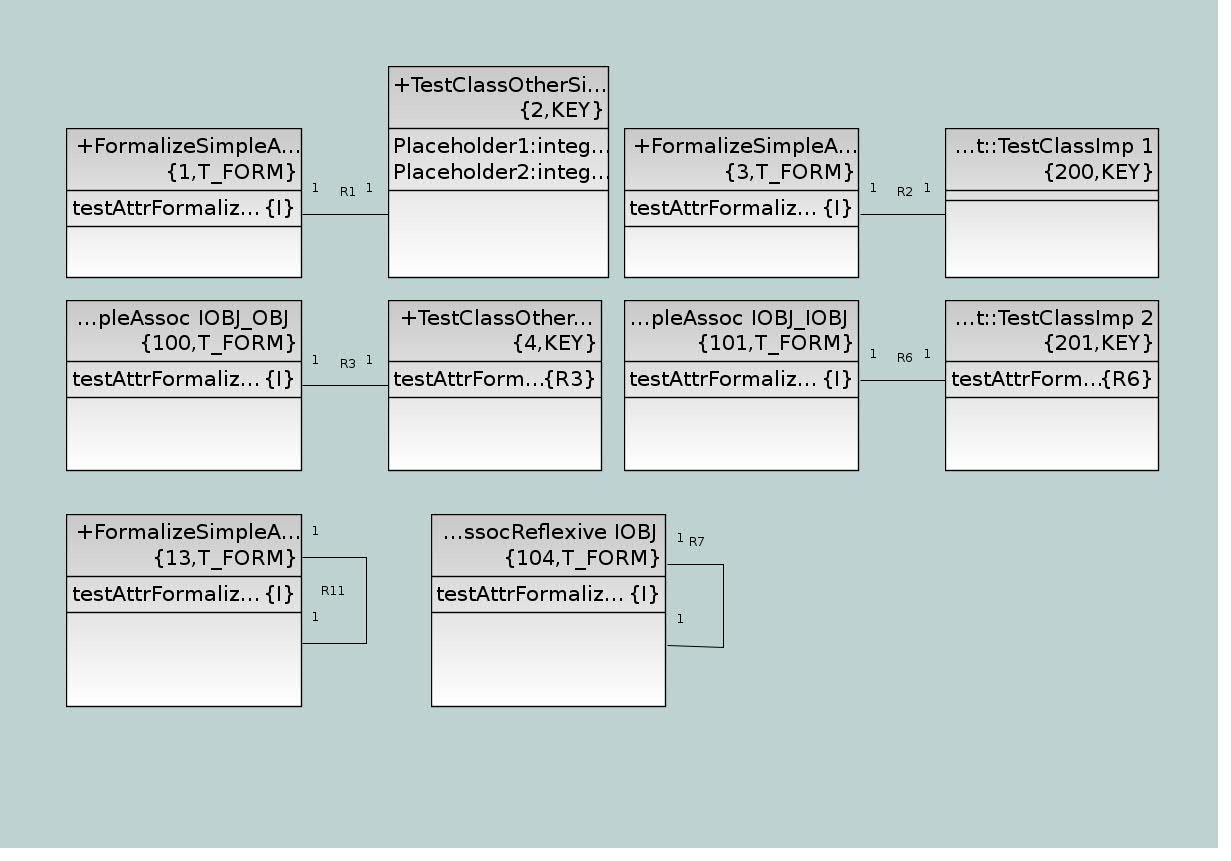 +TestClassOtherSi...
{2,KEY}
Placeholder1:integ...
Placeholder2:integ...
+FormalizeSimpleA...
{1,T_FORM}
testAttrFormaliz... {I}
1 R1 1
+FormalizeSimpleA...
{3,T_FORM}
testAttrFormaliz... {I}
1 R2 1
...t::TestClassImp 1
{200,KEY}
...pleAssoc IOBJ_OBJ
{100,T_FORM}
testAttrFormaliz... {I}
1 R3 1
+TestClassOther...
{4,KEY}
testAttrForm...{R3}
...pleAssoc IOBJ_IOBJ
{101,T_FORM}
testAttrFormaliz... {I}
1 R6 1
...t::TestClassImp 2
{201,KEY}
testAttrForm...{R6}
+FormalizeSimpleA...
{13,T_FORM}
testAttrFormaliz... {I}
1
R11
1
...ssocReflexive IOBJ
{104,T_FORM}
testAttrFormaliz... {I}
1 R7
1